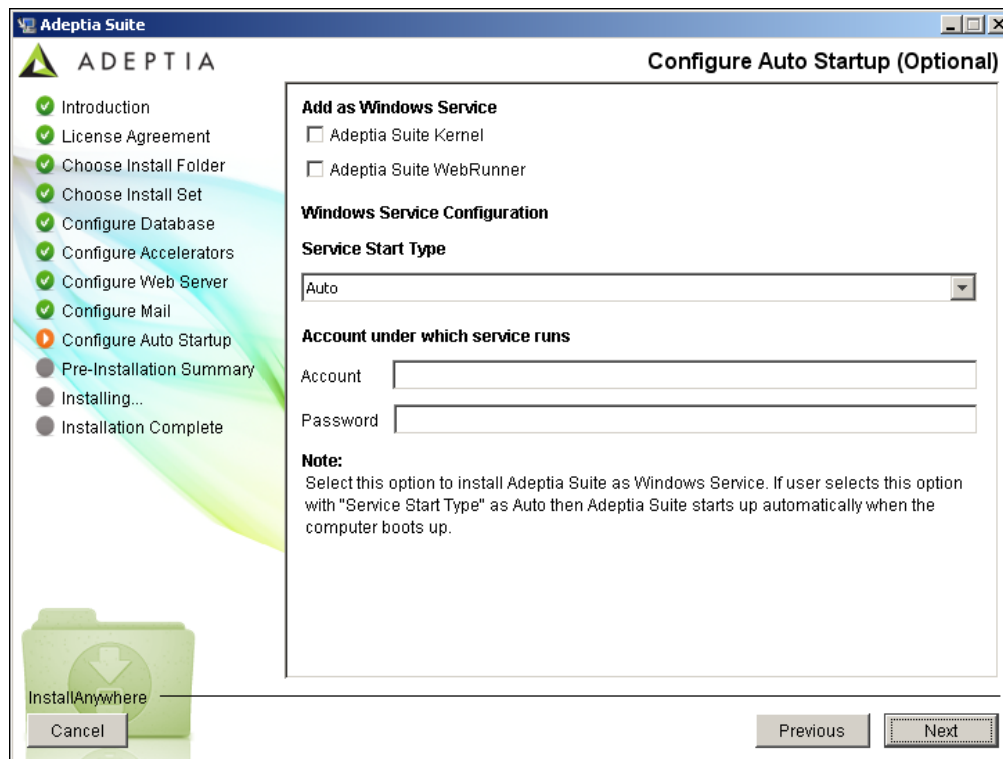 Adeptia Suite
ADEPTIA
Configure Auto Startup (Optional)
Introduction
License Agreement
Choose Install Folder
Choose Install Set
Configure Database
Configure Accelerators
Configure Web Server
Configure Mail
Configure Auto Startup
Pre-Installation Summary
Installing...
Installation Complete
Add as Windows Service
Adeptia Suite Kernel
Adeptia Suite WebRunner
Windows Service Configuration
Service Start Type
Auto
Account under which service runs
Account
Password
Note:
Select this option to install Adeptia Suite as Windows Service. If user selects this option
with "Service Start Type" as Auto then Adeptia Suite starts up automatically when the
computer boots up.
InstallAnywhere
Cancel
Previous
Next